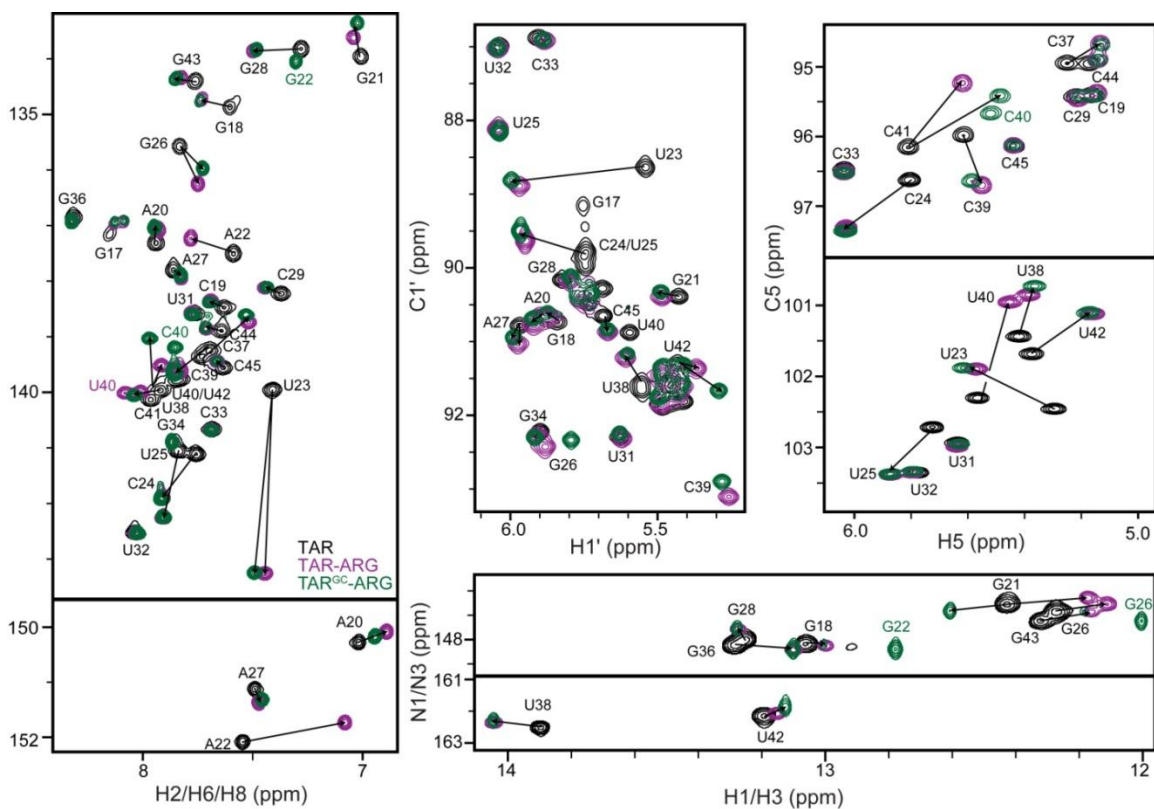 135
140
G43
G28
G22
G21
G18
G26
G36
A20
G17
A22
A27
C29
C19
U31
C44
C40
C37
C45
C39
U40
U40/U42
U23
C41
U38
C33
G34
U25
C24
U32
TAR
TAR-ARG
TARGC-ARG
150
A20
A27
A22
152
8
7
H2/H6/H8 (ppm)
C1' (ppm)
88
90
92
U32
C33
U25
U23
G17
C24/U25
G28
G21
A20
C45
A27
G18
U40
U42
U38
G34
G26
U31
C39
6.0
5.5
H1' (ppm)
C5 (ppm)
95
96
97
C37
C44
C29
C19
C41
C40
C33
C45
C24
C39
101
102
103
U38
U40
U42
U23
U31
U25
U32
6.0
5.0
H5 (ppm)
N1/N3 (ppm)
148
161
163
G21
G28
G18
G26
G22
G36
G43
G26
U38
U42
14
13
12
H1/H3 (ppm)